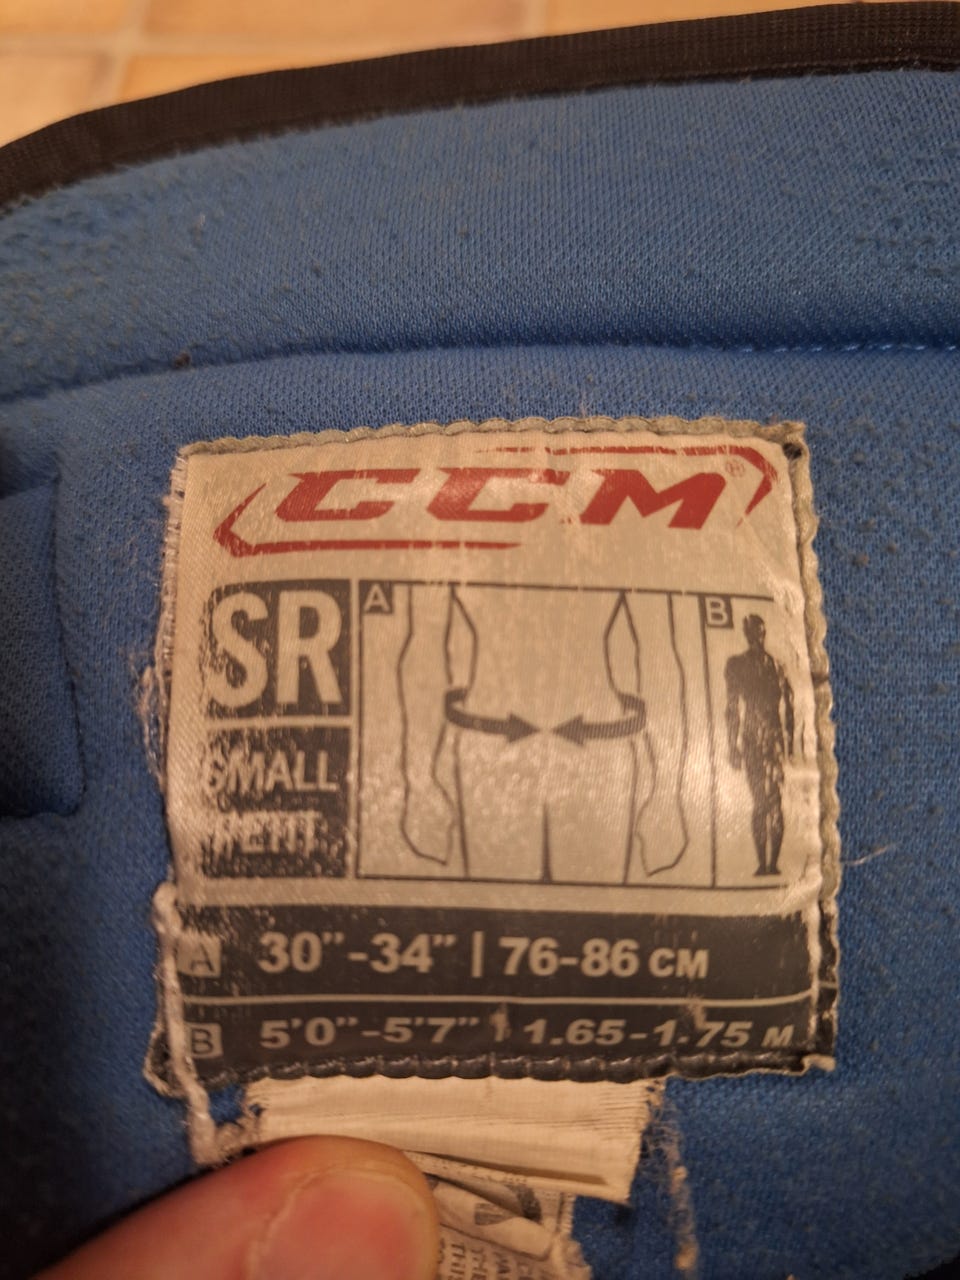 CCM®
SR
SMALL
PETIT
A
B
A 30"-34" | 76-86 CM
B 5'0"-5'7" | 1.65-1.75 M